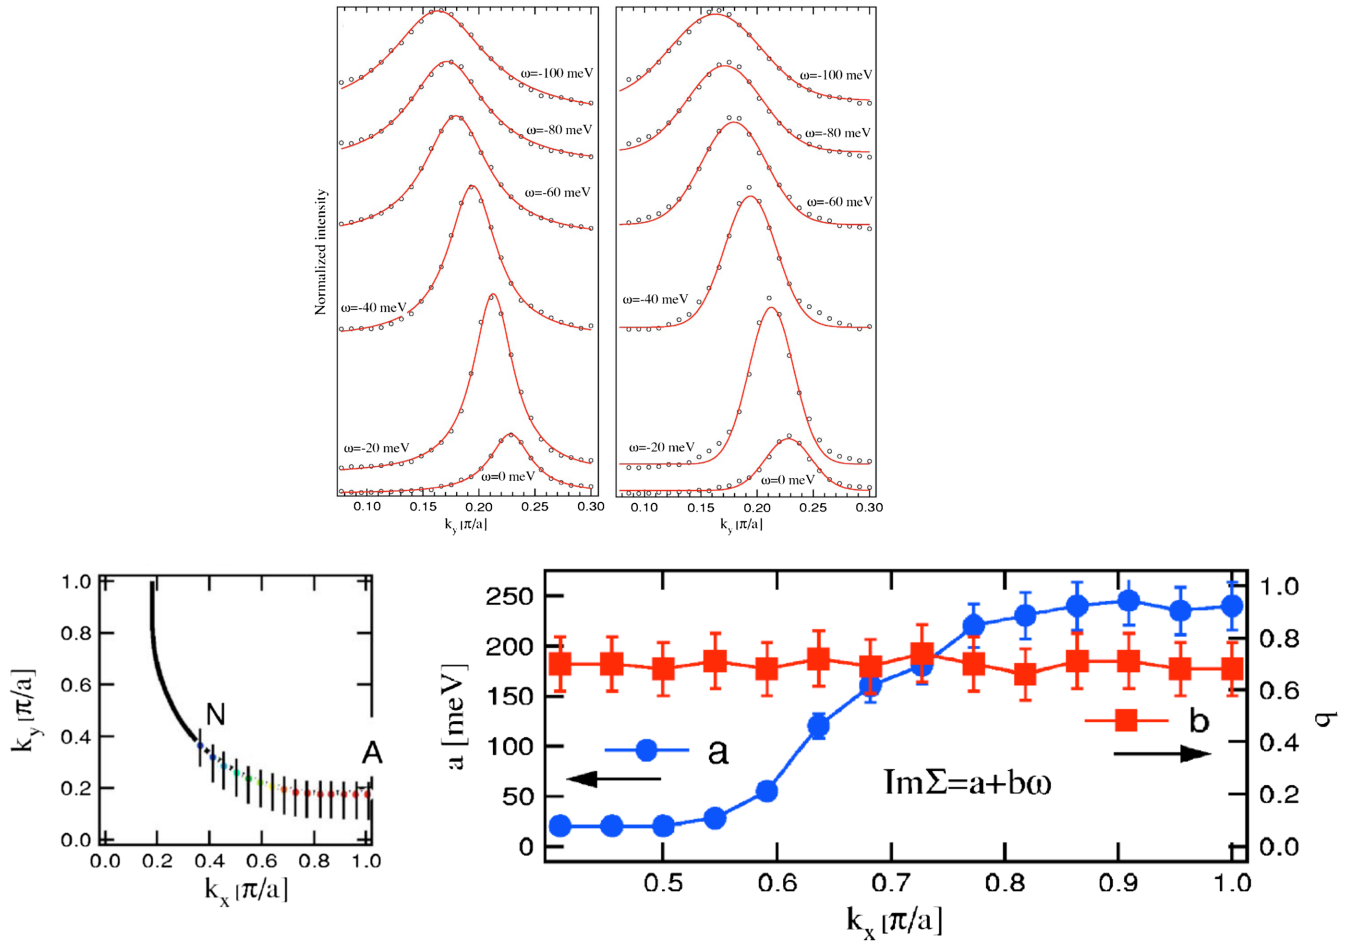 Normalized intensity
ω=-100 meV
ω=-80 meV
ω=-60 meV
ω=-40 meV
ω=-20 meV
ω=0 meV
0.10 0.15 0.20 0.25 0.30
k_y[π/a]
ω=-100 meV
ω=-80 meV
ω=-60 meV
ω=-40 meV
ω=-20 meV
ω=0 meV
0.10 0.15 0.20 0.25 0.30
k_y[π/a]
k_y[π/a]
1.0
0.8
0.6
0.4
0.2
0.0
N
A
0.0 0.2 0.4 0.6 0.8 1.0
k_x[π/a]
a [meV]
250
200
150
100
50
0
a
b
ImΣ=a+bω
1.0
0.8
0.6
0.4
0.2
0.0
b
0.5 0.6 0.7 0.8 0.9 1.0
k_x[π/a]